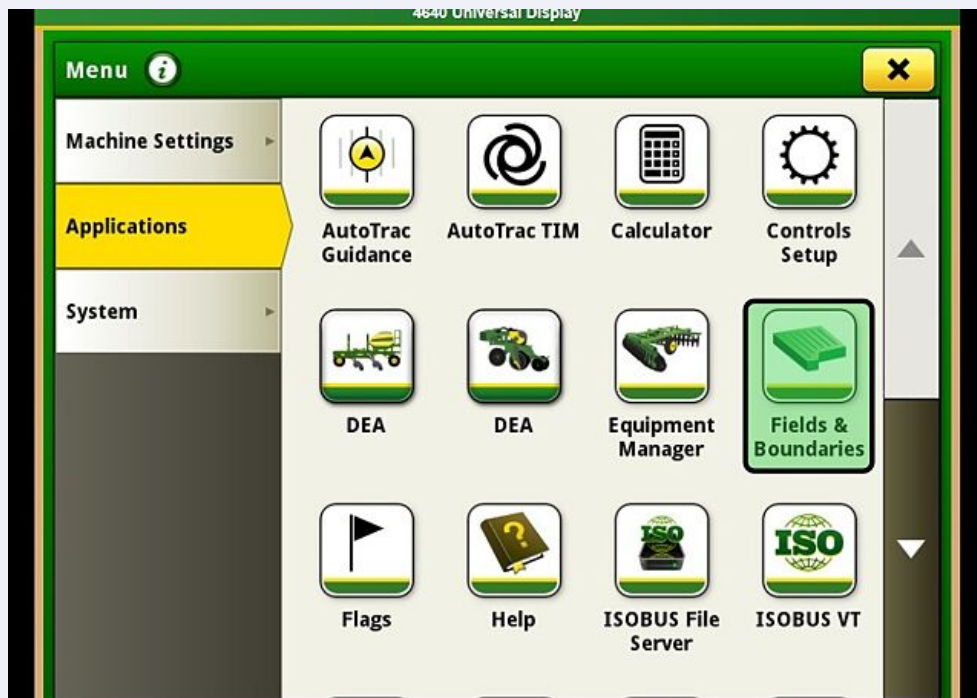 4640 Universal Display
Menu
Machine Settings
Applications
System
AutoTrac
Guidance
AutoTrac TIM
Calculator
Controls
Setup
DEA
DEA
Equipment
Manager
Fields &
Boundaries
Flags
Help
ISO
ISOBUS File
Server
ISO
ISOBUS VT